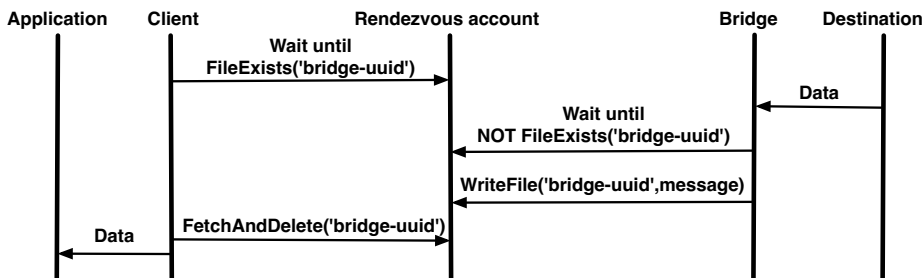 Application Client Rendezvous account Bridge Destination
Wait until
FileExists('bridge-uuid')
Data
Wait until
NOT FileExists('bridge-uuid')
WriteFile('bridge-uuid',message)
FetchAndDelete('bridge-uuid')
Data